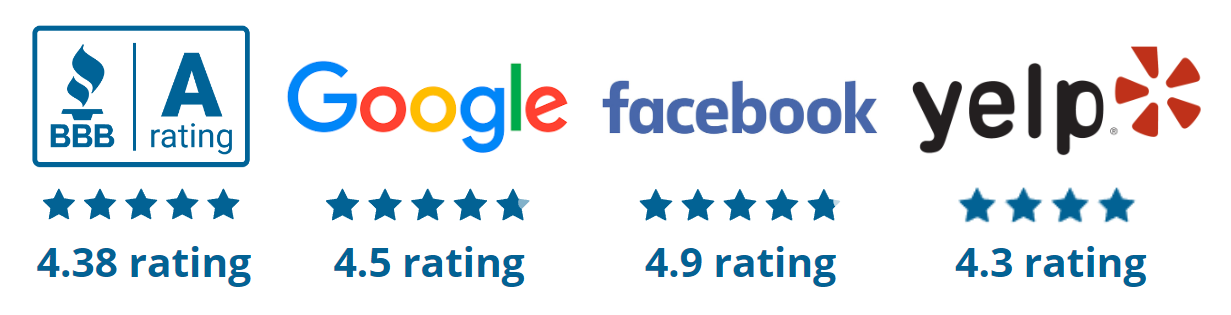 BBB
A
rating
Google
facebook
yelp®
4.38 rating
4.5 rating
4.9 rating
4.3 rating